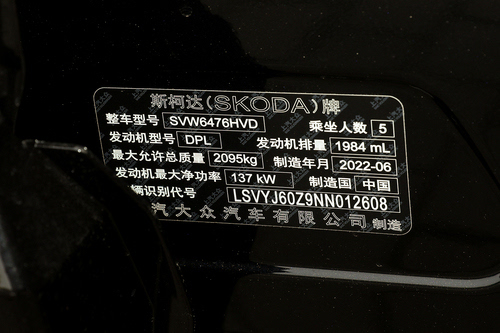 斯柯达(SKODA)牌
整车型号 SVW6476HVD 乘坐人数 5
发动机型号 DPL 发动机排量 1984 mL
最大允许总质量 2095kg 制造年月 2022-06
发动机最大净功率 137 kW 制造国 中国
辆识别代号 LSVYJ60Z9NN012608
汽大众汽车有限公司 制造